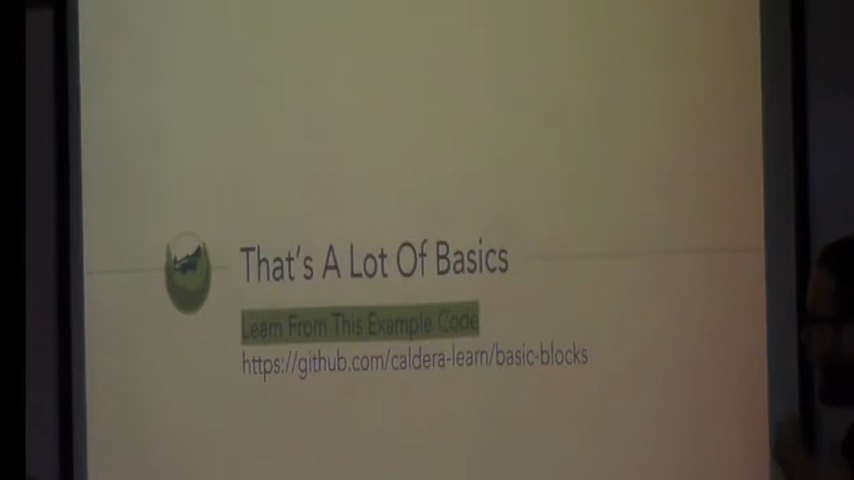 That's A Lot Of Basics
Learn From This Example Code
https://github.com/caldera-learn/basic-blocks